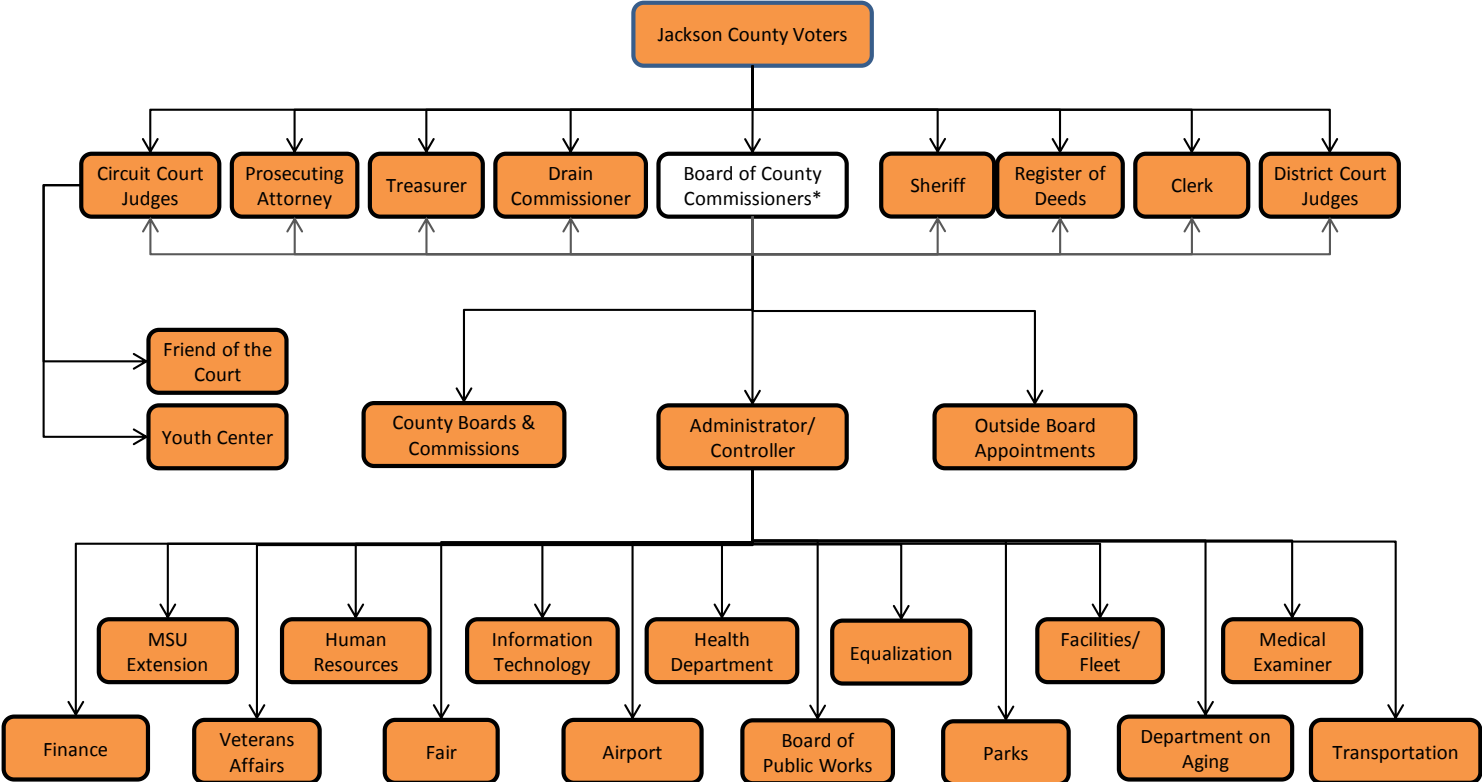 Jackson County Voters
Circuit Court
Judges
Prosecuting
Attorney
Treasurer
Drain
Commissioner
Board of County
Commissioners*
Sheriff
Register of
Deeds
Clerk
District Court
Judges
Friend of the
Court
Youth Center
County Boards &
Commissions
Administrator/
Controller
Outside Board
Appointments
MSU
Extension
Human
Resources
Information
Technology
Health
Department
Equalization
Facilities/
Fleet
Medical
Examiner
Finance
Veterans
Affairs
Fair
Airport
Board of
Public Works
Parks
Department on
Aging
Transportation